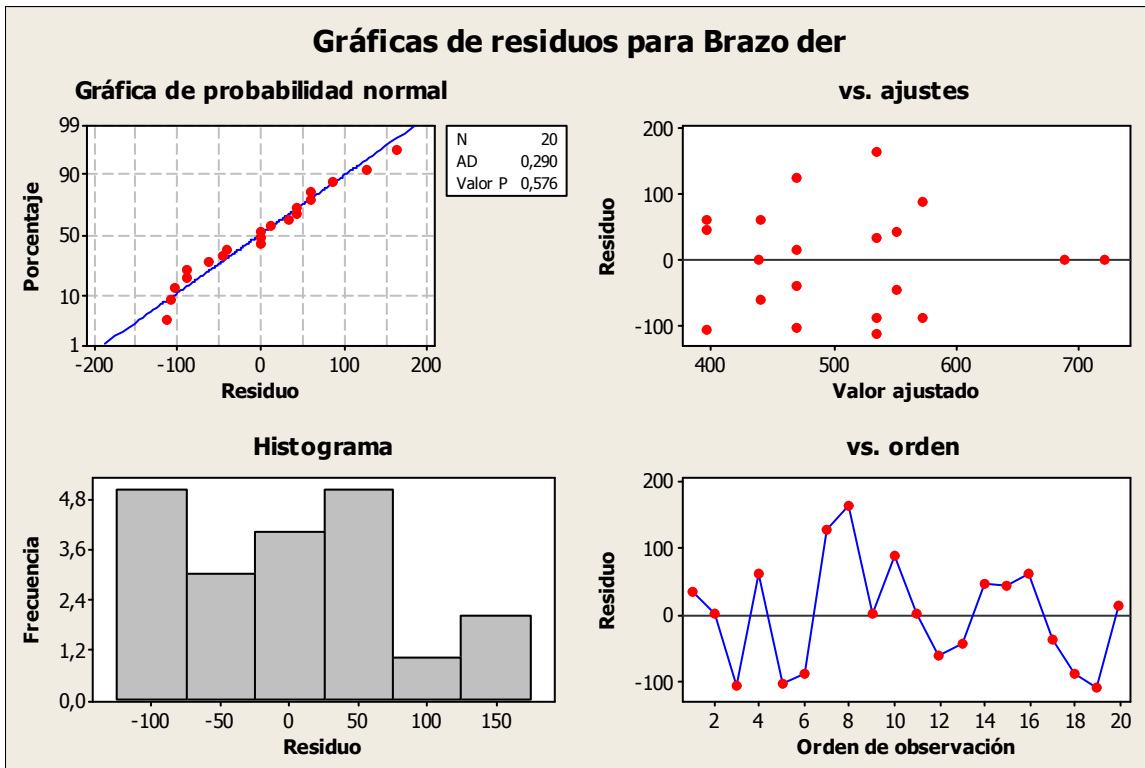 Gráficas de residuos para Brazo der
Gráfica de probabilidad normal
99
90
50
10
1
Porcentaje
-200 -100 0 100 200
Residuo
N 20
AD 0,290
Valor P 0,576
vs. ajustes
200
100
0
-100
Residuo
400 500 600 700
Valor ajustado
Histograma
4,8
3,6
2,4
1,2
0,0
Frecuencia
-100 -50 0 50 100 150
Residuo
vs. orden
200
100
0
-100
Residuo
2 4 6 8 10 12 14 16 18 20
Orden de observación